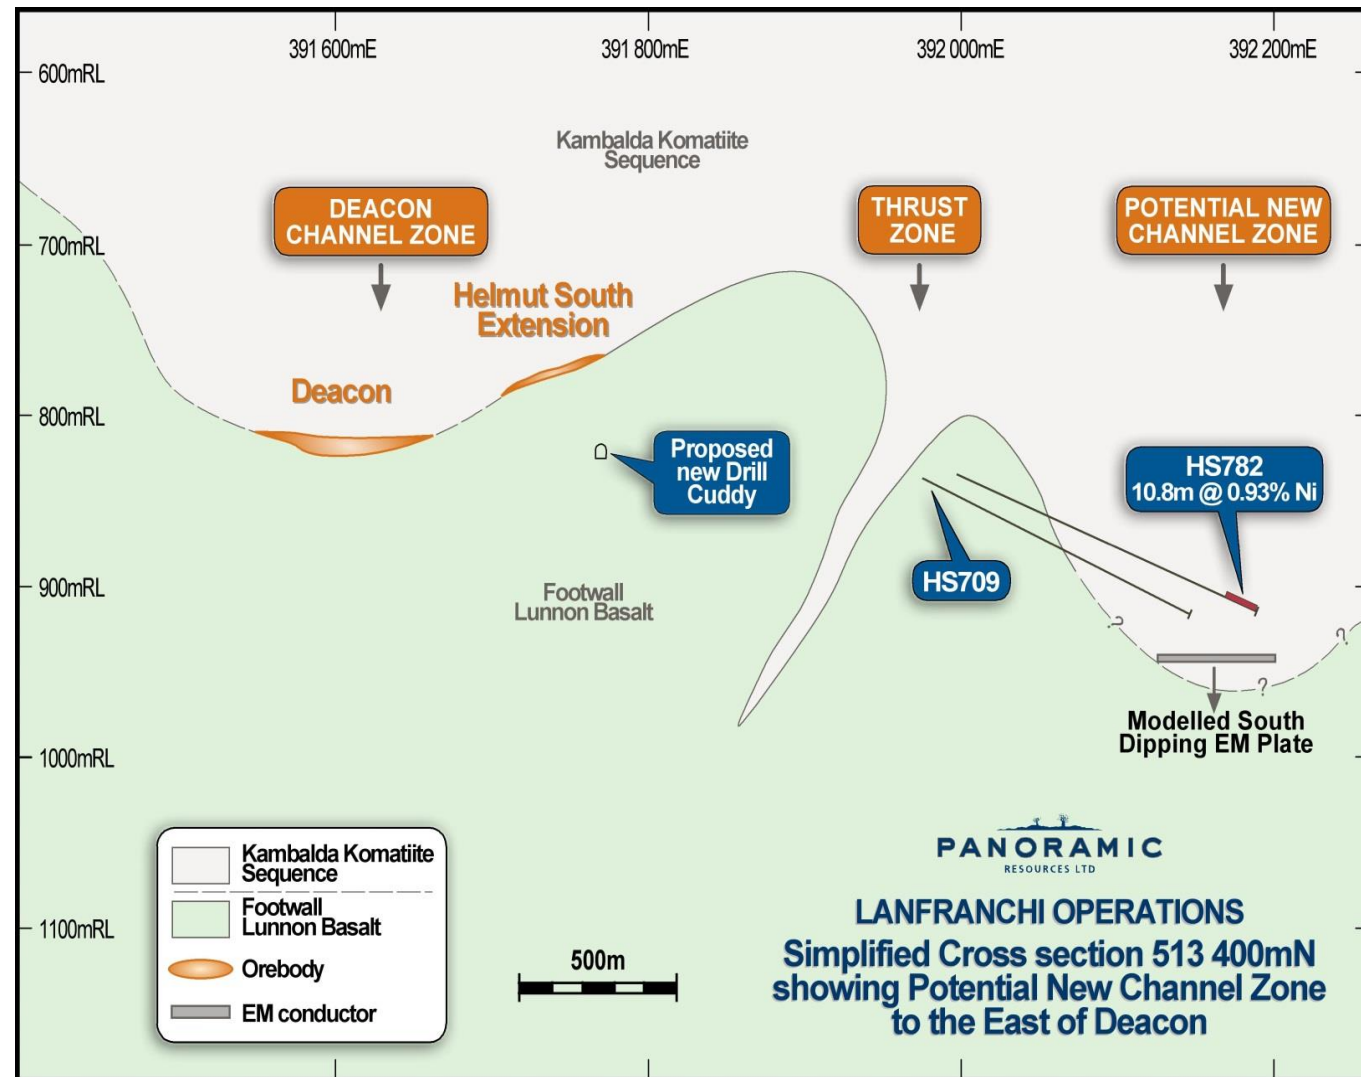 391 600mE
391 800mE
392 000mE
392 200mE
600mRL
Kambalda Komatiite
Sequence
DEACON
CHANNEL ZONE
THRUST
ZONE
POTENTIAL NEW
CHANNEL ZONE
700mRL
Helmut South
Extension
Deacon
800mRL
Proposed
new Drill
Cuddy
HS782
10.8m @ 0.93% Ni
HS709
900mRL
Footwall
Lunnon Basalt
?
?
?
Modelled South
Dipping EM Plate
1000mRL
Kambalda Komatiite
Sequence
Footwall
Lunnon Basalt
Orebody
EM conductor
1100mRL
500m
PANORAMIC
RESOURCES LTD
LANFRANCHI OPERATIONS
Simplified Cross section 513 400mN
showing Potential New Channel Zone
to the East of Deacon